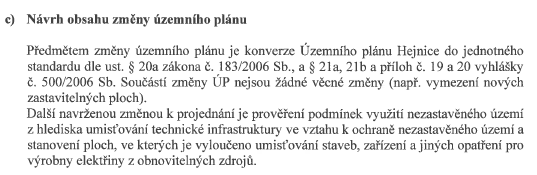 c) Návrh obsahu změny územního plánu
Předmětem změny územního plánu je konverze Územního plánu Hejnice do jednotného
standardu dle ust. § 20a zákona č. 183/2006 Sb., a § 21a, 21b a příloh č. 19 a 20 vyhlášky
č. 500/2006 Sb. Součástí změny ÚP nejsou žádné věcné změny (např. vymezení nových
zastavitelných ploch).
Další navrženou změnou k projednání je prověření podmínek využití nezastavěného území
z hlediska umisťování technické infrastruktury ve vztahu k ochraně nezastavěného území a
stanovení ploch, ve kterých je vyloučeno umisťování staveb, zařízení a jiných opatření pro
výrobny elektřiny z obnovitelných zdrojů.